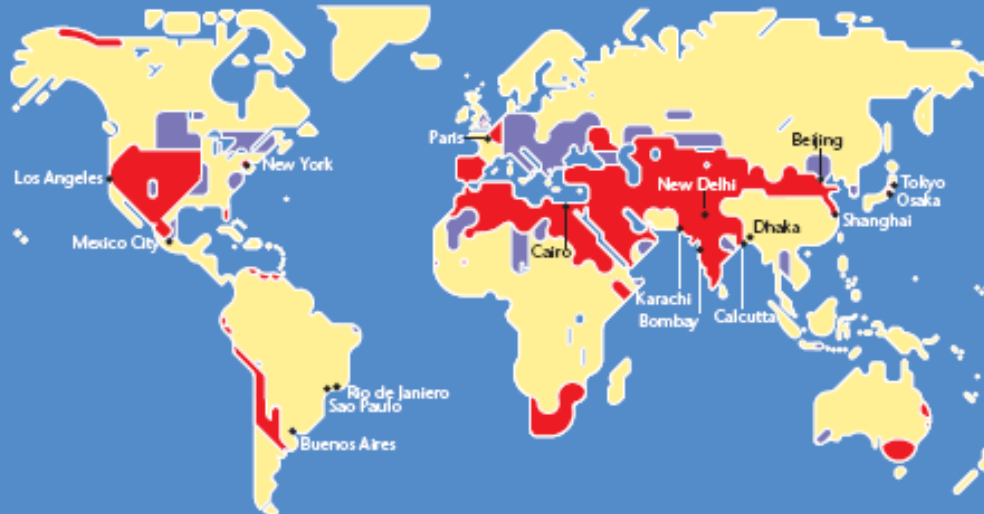 Paris
Beijing
New York
Los Angeles
New Delhi
Tokyo
Osaka
Shanghai
Dhaka
Mexico City
Cairo
Karachi
Bombay
Calcutta
Rio de Janiero
Sao Paulo
Buenos Aires